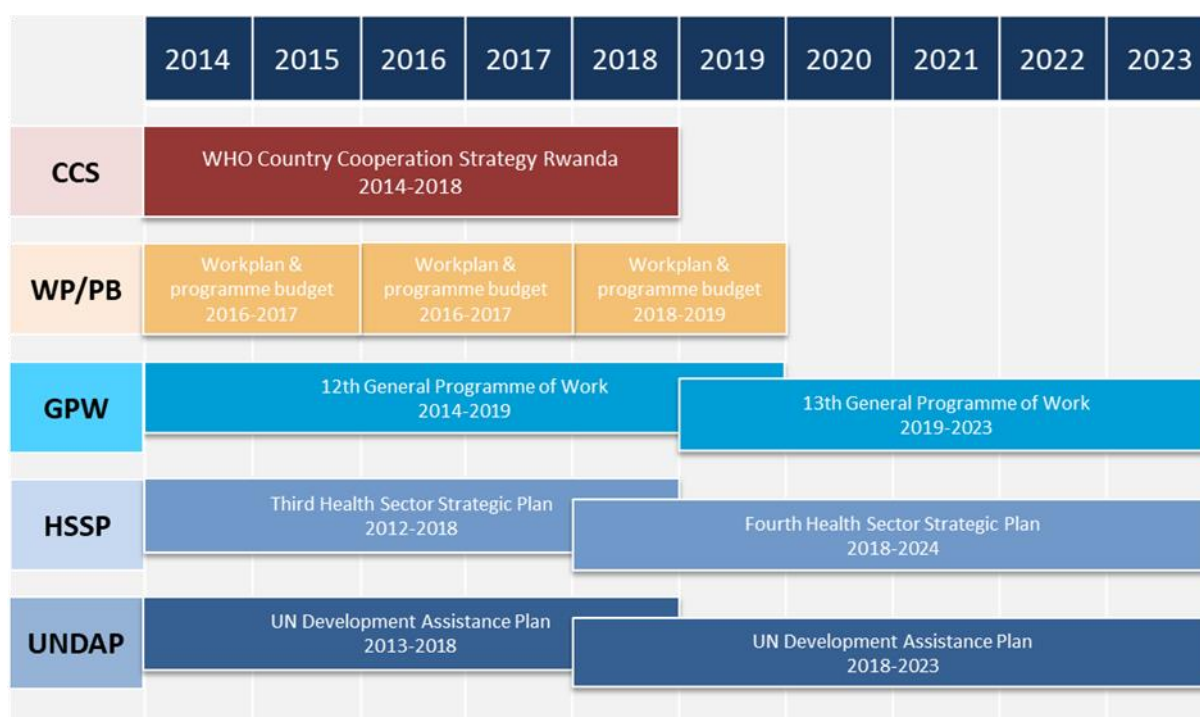 2014 2015 2016 2017 2018 2019 2020 2021 2022 2023
CCS
WHO Country Cooperation Strategy Rwanda
2014-2018
WP/PB
Workplan &
programme budget
2016-2017
Workplan &
programme budget
2016-2017
Workplan &
programme budget
2018-2019
GPW
12th General Programme of Work
2014-2019
13th General Programme of Work
2019-2023
HSSP
Third Health Sector Strategic Plan
2012-2018
Fourth Health Sector Strategic Plan
2018-2024
UNDAP
UN Development Assistance Plan
2013-2018
UN Development Assistance Plan
2018-2023